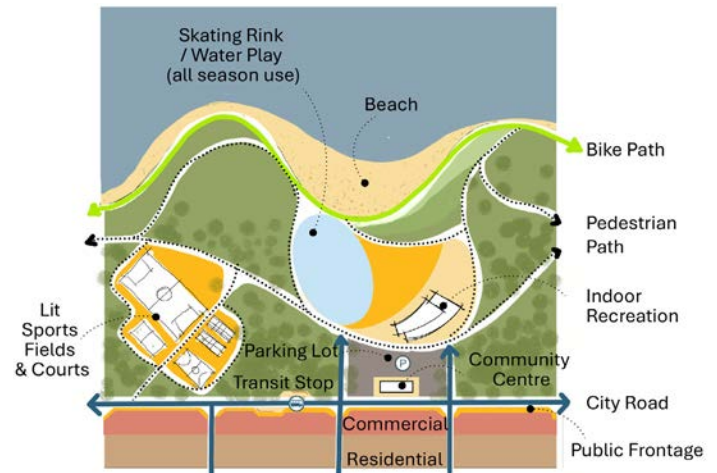 Skating Rink
/ Water Play
(all season use)
Beach
Bike Path
Pedestrian
Path
Indoor
Recreation
Lit
Sports
Fields
& Courts
Parking Lot
P
Community
Centre
Transit Stop
City Road
Commercial
Public Frontage
Residential